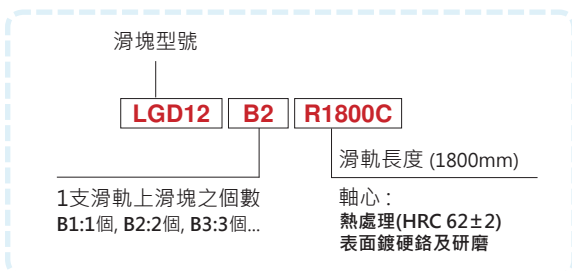 滑塊型號
LGD12 B2 R1800C
滑軌長度 (1800mm)
1支滑軌上滑塊之個數
B1:1個, B2:2個, B3:3個...
軸心 :
熱處理(HRC 62±2)
表面鍍硬鉻及研磨